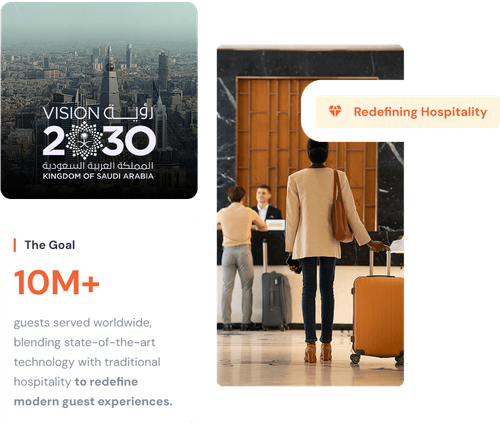 VISION رؤيــــة
2030
المملكة العربية السعودية
KINGDOM OF SAUDI ARABIA
Redefining Hospitality
The Goal
10M+
guests served worldwide,
blending state-of-the-art
technology with traditional
hospitality to redefine
modern guest experiences.